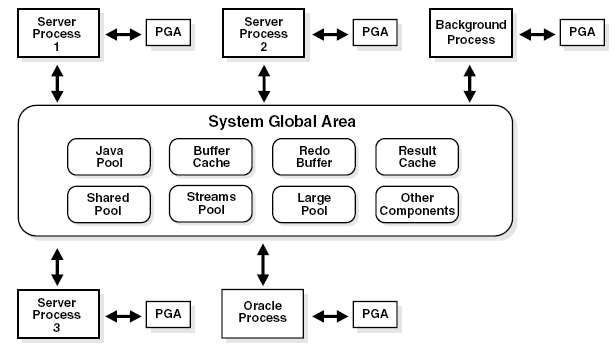 Server
Process
1
PGA
Server
Process
2
PGA
Background
Process
PGA
System Global Area
Java
Pool
Buffer
Cache
Redo
Buffer
Result
Cache
Shared
Pool
Streams
Pool
Large
Pool
Other
Components
Server
Process
3
PGA
Oracle
Process
PGA